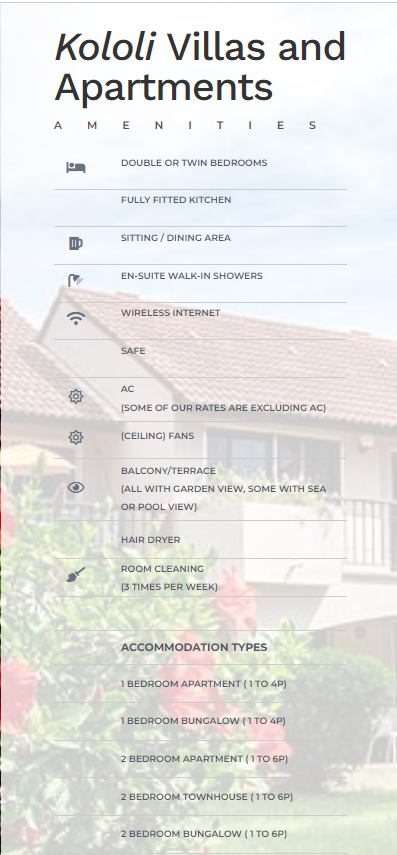 Kololi Villas and
Apartments
AMENITIES
DOUBLE OR TWIN BEDROOMS
FULLY FITTED KITCHEN
SITTING / DINING AREA
EN-SUITE WALK-IN SHOWERS
WIRELESS INTERNET
SAFE
AC
(SOME OF OUR RATES ARE EXCLUDING AC)
(CEILING) FANS
BALCONY/TERRACE
(ALL WITH GARDEN VIEW, SOME WITH SEA
OR POOL VIEW)
HAIR DRYER
ROOM CLEANING
(3 TIMES PER WEEK)
ACCOMMODATION TYPES
1 BEDROOM APARTMENT ( 1 TO 4P)
1 BEDROOM BUNGALOW ( 1 TO 4P)
2 BEDROOM APARTMENT ( 1 TO 6P)
2 BEDROOM TOWNHOUSE ( 1 TO 6P)
2 BEDROOM BUNGALOW ( 1 TO 6P)